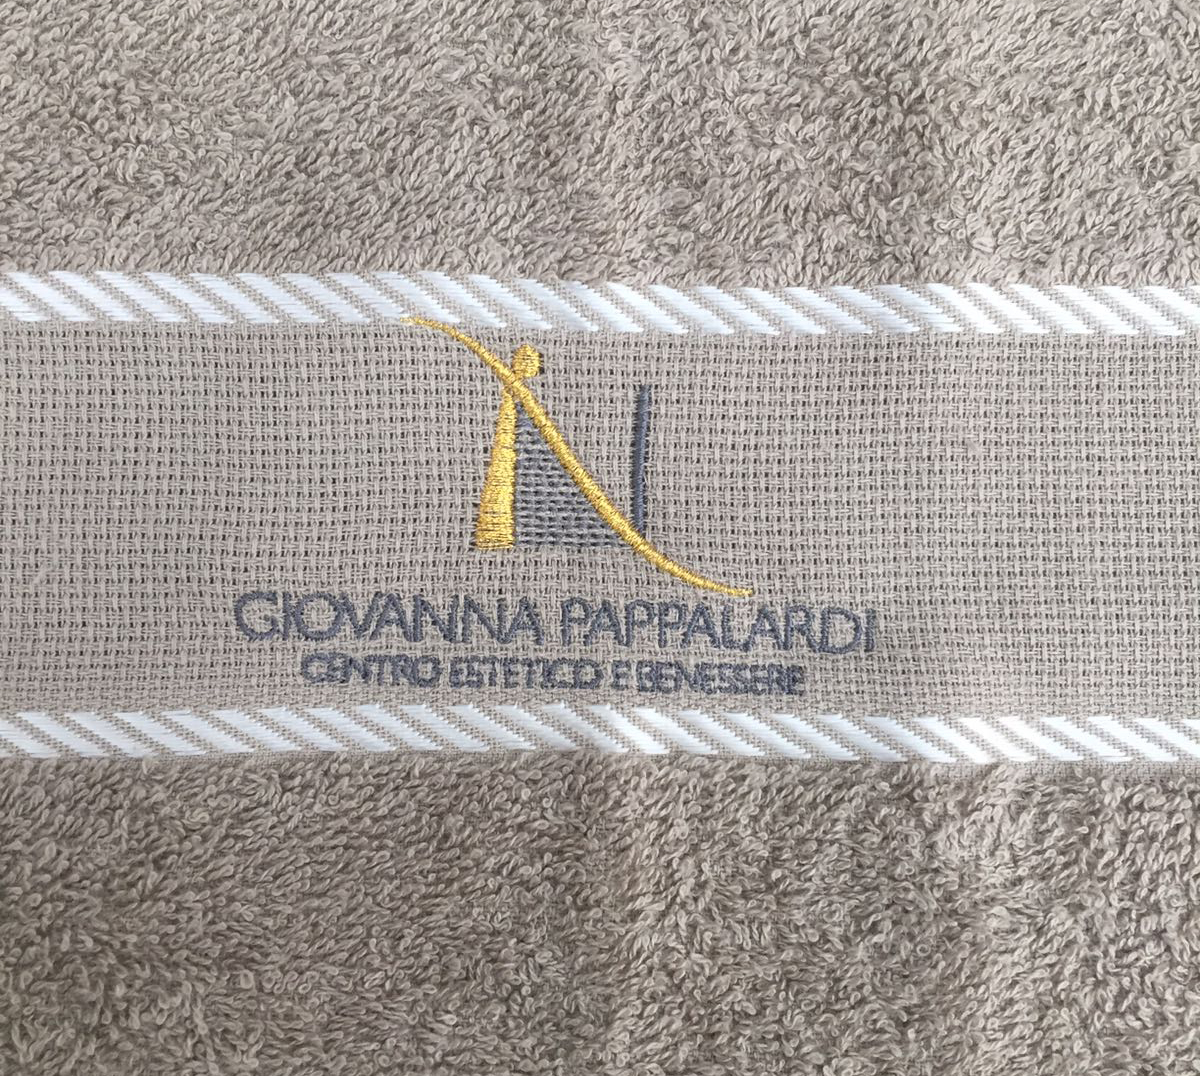 GIOVANNA PAPPALARDI
CENTRO ESTETICO E BENESSERE